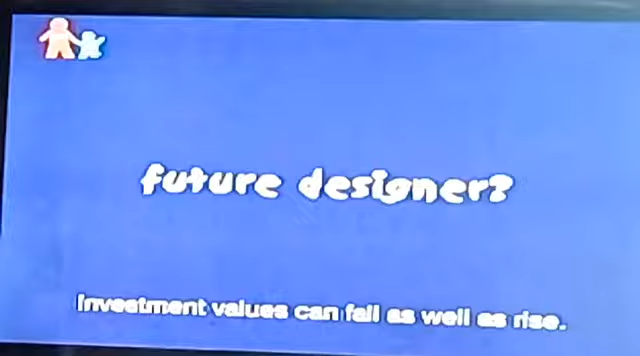 future designer?
Investment values can fall as well as rise.